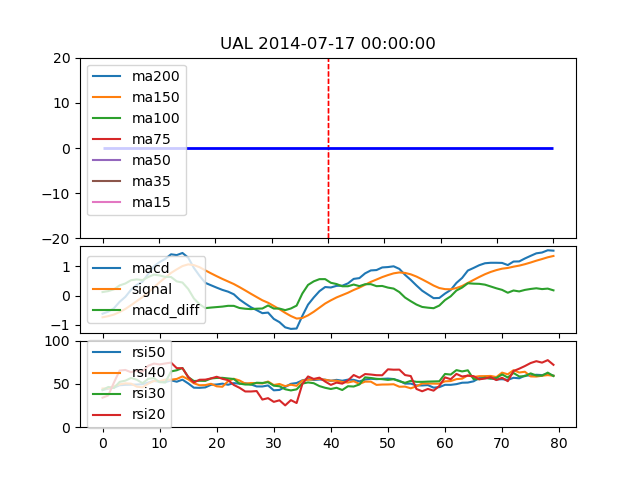 UAL 2014-07-17 00:00:00
20
10
0
−10
−20
ma200
ma150
ma100
ma75
ma50
ma35
ma15
1
0
−1
macd
signal
macd_diff
100
50
0
rsi50
rsi40
rsi30
rsi20
0 10 20 30 40 50 60 70 80